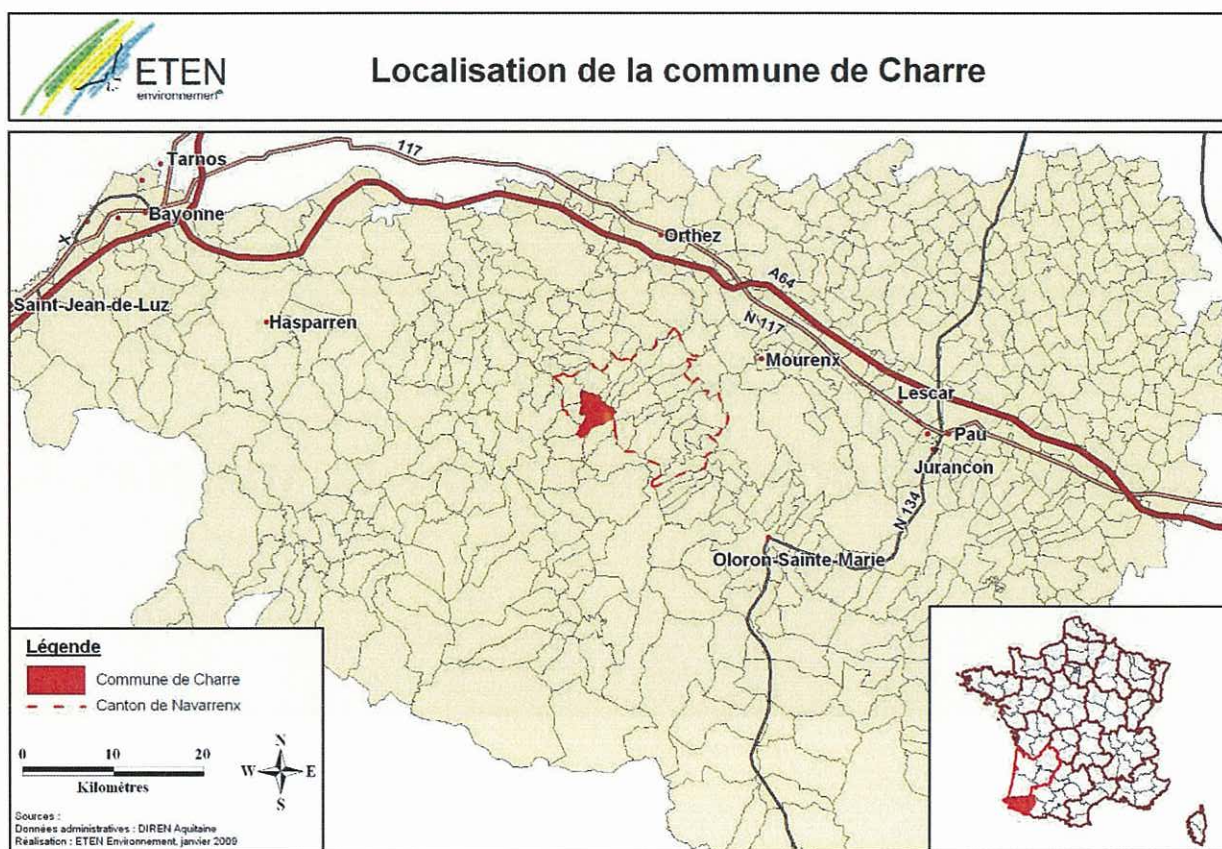 ETEN
environnement
Localisation de la commune de Charre
Tarnos
117
Bayonne
X
Orthez
A64
Saint-Jean-de-Luz
Hasparren
N 117
Mourenx
Lescar
Pau
Jurancon
N 134
Oloron-Sainte-Marie
Légende
Commune de Charre
Canton de Navarrenx
0 10 20
Kilomètres
N
W E
S
Sources :
Données administratives : DIREN Aquitaine
Réalisation : ETEN Environnement, janvier 2009